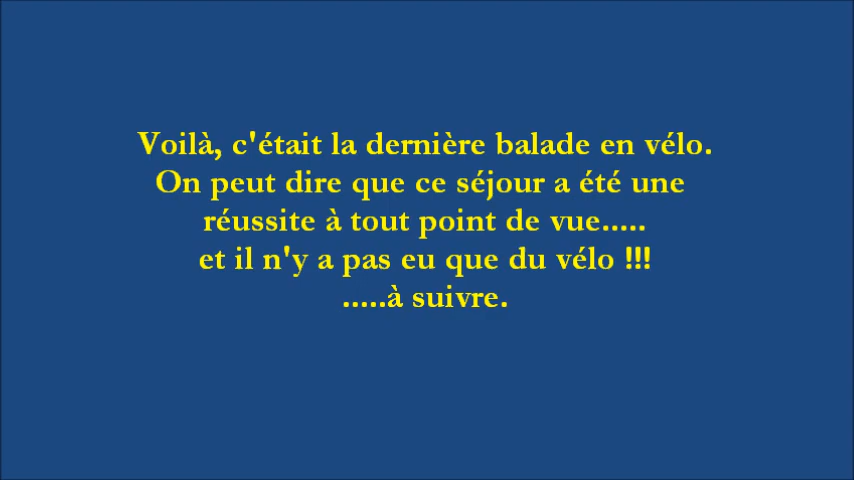 Voilà, c'était la dernière balade en vélo.
On peut dire que ce séjour a été une
réussite à tout point de vue.....
et il n'y a pas eu que du vélo !!!
.....à suivre.